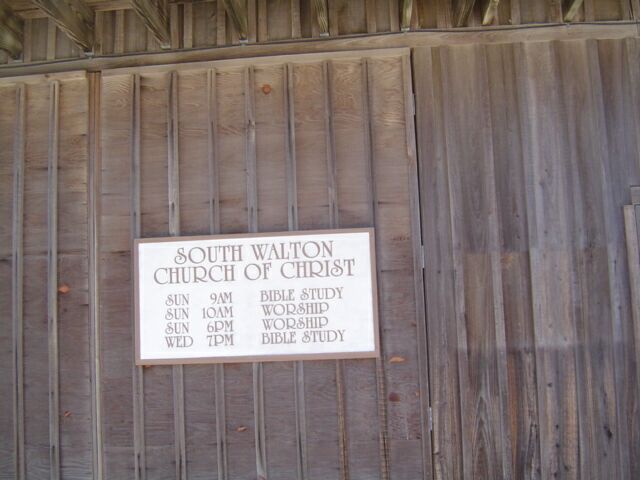 SOUTH WALTON
CHURCH OF CHRIST
SUN 9AM BIBLE STUDY
SUN 10AM WORSHIP
SUN 6PM WORSHIP
WED 7PM BIBLE STUDY